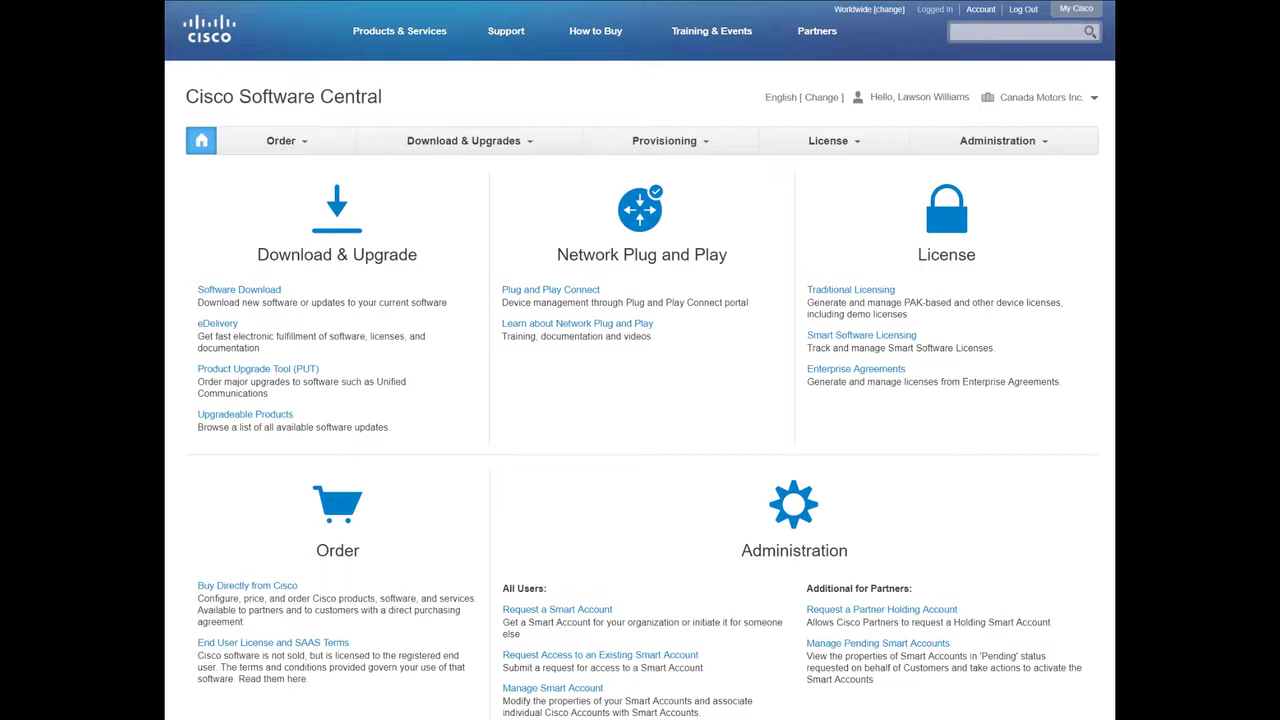 Worldwide [change] Logged In Account Log Out My Cisco
CISCO
Products & Services Support How to Buy Training & Events Partners
Cisco Software Central
English [ Change ] Hello, Lawson Williams Canada Motors Inc.
Order Download & Upgrades Provisioning License Administration
Download & Upgrade
Software Download
Download new software or updates to your current software
eDelivery
Get fast electronic fulfillment of software, licenses, and
documentation
Product Upgrade Tool (PUT)
Order major upgrades to software such as Unified
Communications
Upgradeable Products
Browse a list of all available software updates.
Network Plug and Play
Plug and Play Connect
Device management through Plug and Play Connect portal
Learn about Network Plug and Play
Training, documentation and videos
License
Traditional Licensing
Generate and manage PAK-based and other device licenses,
including demo licenses
Smart Software Licensing
Track and manage Smart Software Licenses.
Enterprise Agreements
Generate and manage licenses from Enterprise Agreements.
Order
Buy Directly from Cisco
Configure, price, and order Cisco products, software, and services.
Available to partners and to customers with a direct purchasing
agreement.
End User License and SAAS Terms
Cisco software is not sold, but is licensed to the registered end
user. The terms and conditions provided govern your use of that
software. Read them here.
Administration
All Users:
Request a Smart Account
Get a Smart Account for your organization or initiate it for someone
else
Request Access to an Existing Smart Account
Submit a request for access to a Smart Account
Manage Smart Account
Modify the properties of your Smart Accounts and associate
individual Cisco Accounts with Smart Accounts.
Additional for Partners:
Request a Partner Holding Account
Allows Cisco Partners to request a Holding Smart Account
Manage Pending Smart Accounts
View the properties of Smart Accounts in 'Pending' status
requested on behalf of Customers and take actions to activate the
Smart Accounts